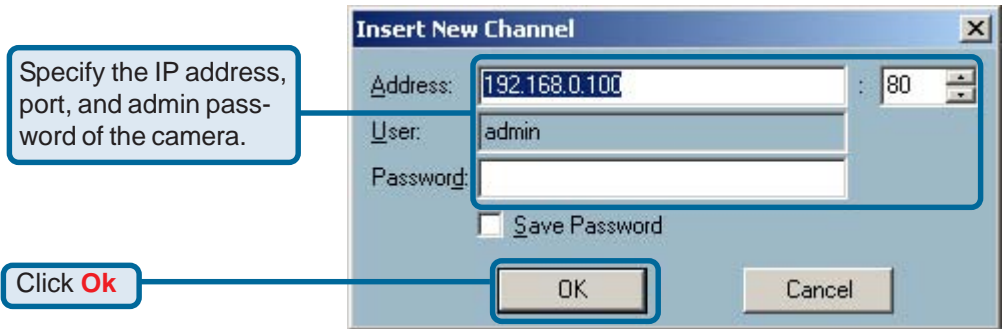 Insert New Channel
Specify the IP address,
port, and admin pass-
word of the camera.
Address: 192.168.0.100 : 80
User: admin
Password:
Save Password
Click Ok
OK Cancel